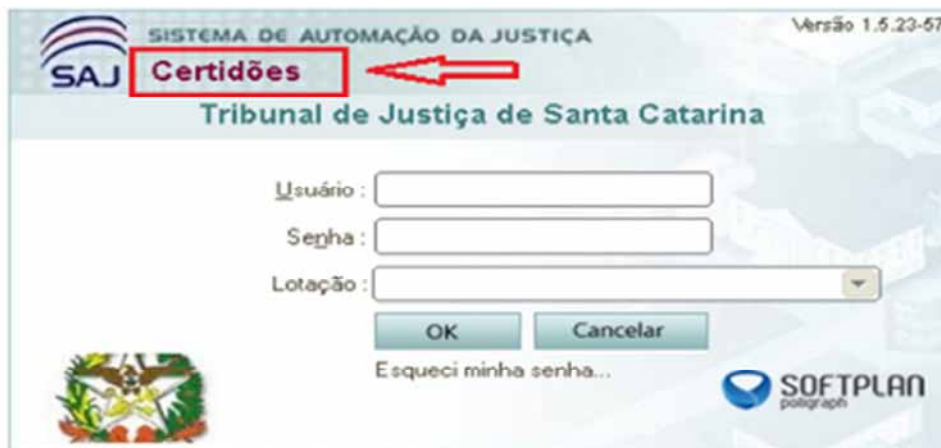 SISTEMA DE AUTOMAÇÃO DA JUSTIÇA
Versão 1.5.23-57
SAJ
Certidões
Tribunal de Justiça de Santa Catarina
Usuário :
Senha :
Lotação :
OK Cancelar
Esqueci minha senha...
SOFTPLAN
poligraph